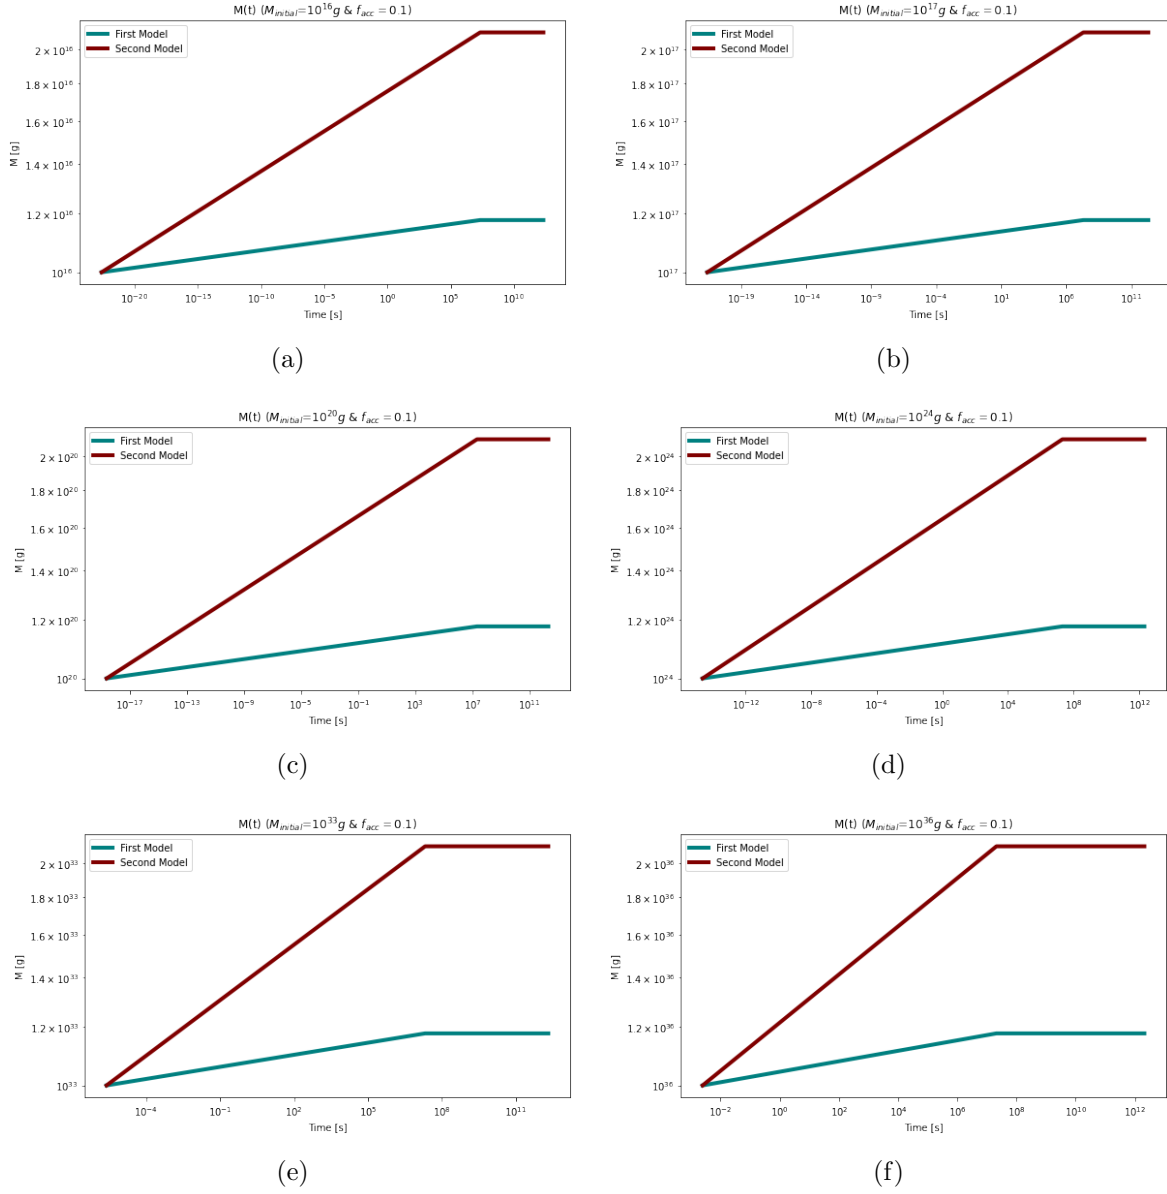 M(t) (M_initial=10^16 g & f_acc = 0.1)
First Model
Second Model
2 × 10^16
1.8 × 10^16
1.6 × 10^16
1.4 × 10^16
1.2 × 10^16
10^16
M [g]
10^-20 10^-15 10^-10 10^-5 10^0 10^5 10^10
Time [s]
(a)
M(t) (M_initial=10^17 g & f_acc = 0.1)
First Model
Second Model
2 × 10^17
1.8 × 10^17
1.6 × 10^17
1.4 × 10^17
1.2 × 10^17
10^17
M [g]
10^-19 10^-14 10^-9 10^-4 10^1 10^6 10^11
Time [s]
(b)
M(t) (M_initial=10^20 g & f_acc = 0.1)
First Model
Second Model
2 × 10^20
1.8 × 10^20
1.6 × 10^20
1.4 × 10^20
1.2 × 10^20
10^20
M [g]
10^-17 10^-13 10^-9 10^-5 10^-1 10^3 10^7 10^11
Time [s]
(c)
M(t) (M_initial=10^24 g & f_acc = 0.1)
First Model
Second Model
2 × 10^24
1.8 × 10^24
1.6 × 10^24
1.4 × 10^24
1.2 × 10^24
10^24
M [g]
10^-12 10^-8 10^-4 10^0 10^4 10^8 10^12
Time [s]
(d)
M(t) (M_initial=10^33 g & f_acc = 0.1)
First Model
Second Model
2 × 10^33
1.8 × 10^33
1.6 × 10^33
1.4 × 10^33
1.2 × 10^33
10^33
M [g]
10^-4 10^-1 10^2 10^5 10^8 10^11
Time [s]
(e)
M(t) (M_initial=10^36 g & f_acc = 0.1)
First Model
Second Model
2 × 10^36
1.8 × 10^36
1.6 × 10^36
1.4 × 10^36
1.2 × 10^36
10^36
M [g]
10^-2 10^0 10^2 10^4 10^6 10^8 10^10 10^12
Time [s]
(f)